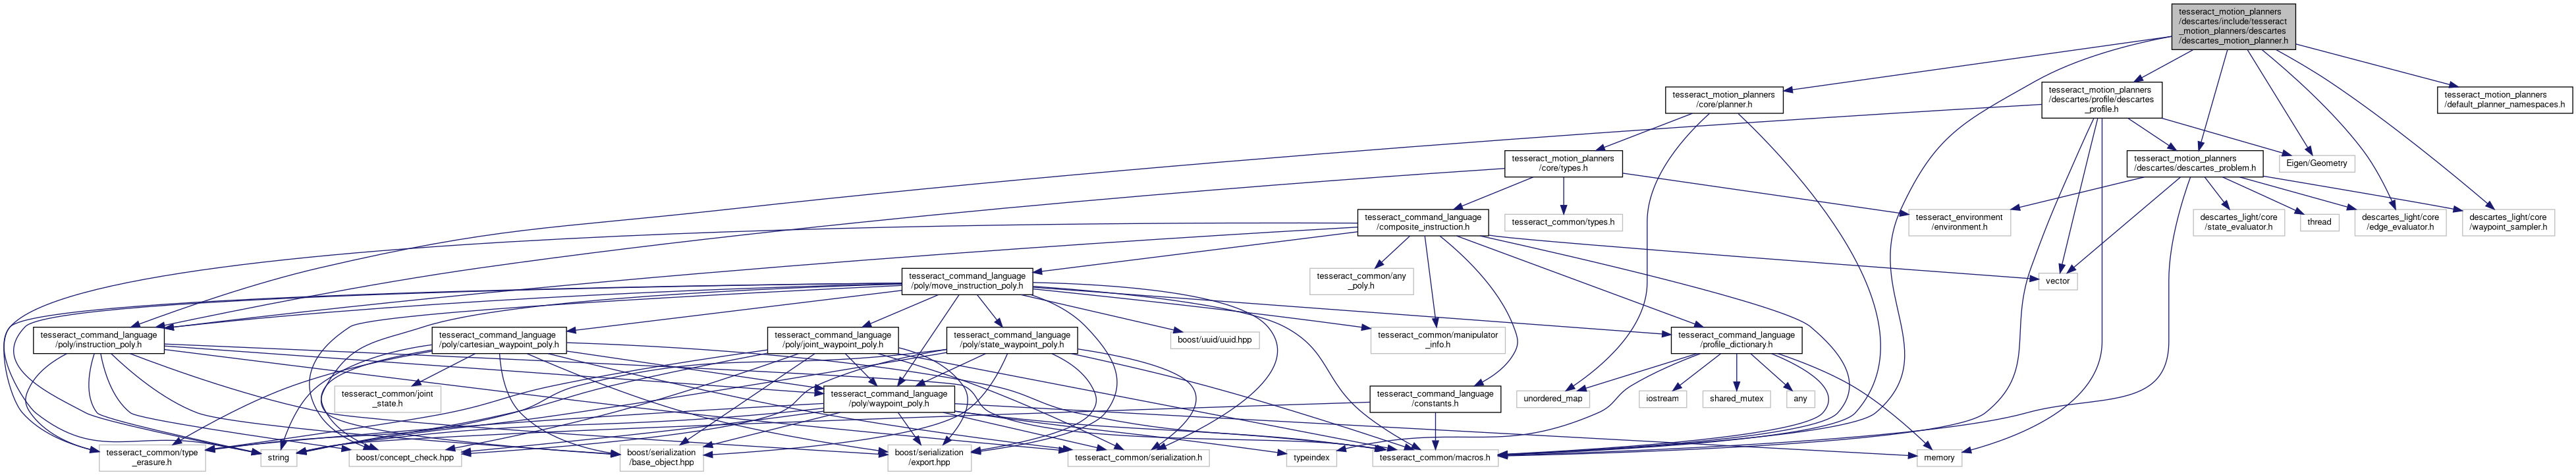 tesseract_motion_planners
/descartes/include/tesseract
_motion_planners/descartes
/descartes_motion_planner.h
tesseract_motion_planners
/core/planner.h
tesseract_motion_planners
/descartes/profile/descartes
_profile.h
tesseract_motion_planners
/default_planner_namespaces.h
tesseract_motion_planners
/core/types.h
tesseract_motion_planners
/descartes/descartes_problem.h
Eigen/Geometry
tesseract_command_language
/composite_instruction.h
tesseract_common/types.h
tesseract_environment
/environment.h
descartes_light/core
/state_evaluator.h
thread
descartes_light/core
/edge_evaluator.h
descartes_light/core
/waypoint_sampler.h
tesseract_command_language
/poly/move_instruction_poly.h
tesseract_common/any
_poly.h
vector
tesseract_command_language
/poly/instruction_poly.h
tesseract_command_language
/poly/cartesian_waypoint_poly.h
tesseract_command_language
/poly/joint_waypoint_poly.h
tesseract_command_language
/poly/state_waypoint_poly.h
boost/uuid/uuid.hpp
tesseract_common/manipulator
_info.h
tesseract_command_language
/profile_dictionary.h
tesseract_common/joint
_state.h
tesseract_command_language
/poly/waypoint_poly.h
tesseract_command_language
/constants.h
unordered_map
iostream
shared_mutex
any
tesseract_common/type
_erasure.h
string
boost/concept_check.hpp
boost/serialization
/base_object.hpp
boost/serialization
/export.hpp
tesseract_common/serialization.h
typeindex
tesseract_common/macros.h
memory